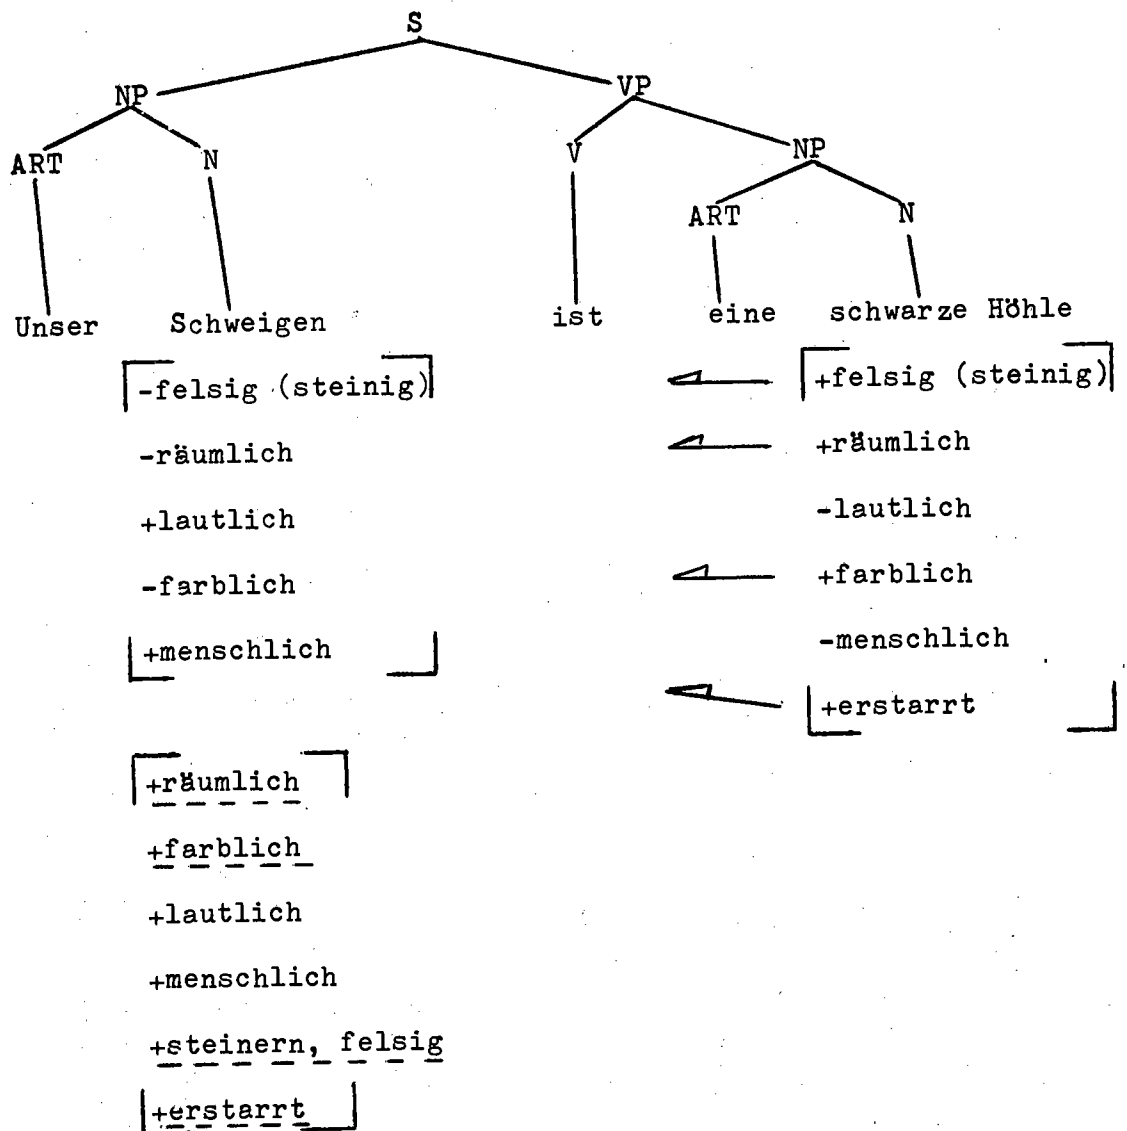 S
NP VP
ART N V NP
ART N
Unser Schweigen ist eine schwarze Höhle
-felsig (steinig) +felsig (steinig)
-räumlich +räumlich
+lautlich -lautlich
-farblich +farblich
+menschlich -menschlich
+erstarrt
+räumlich
+farblich
+lautlich
+menschlich
+steinern, felsig
+erstarrt